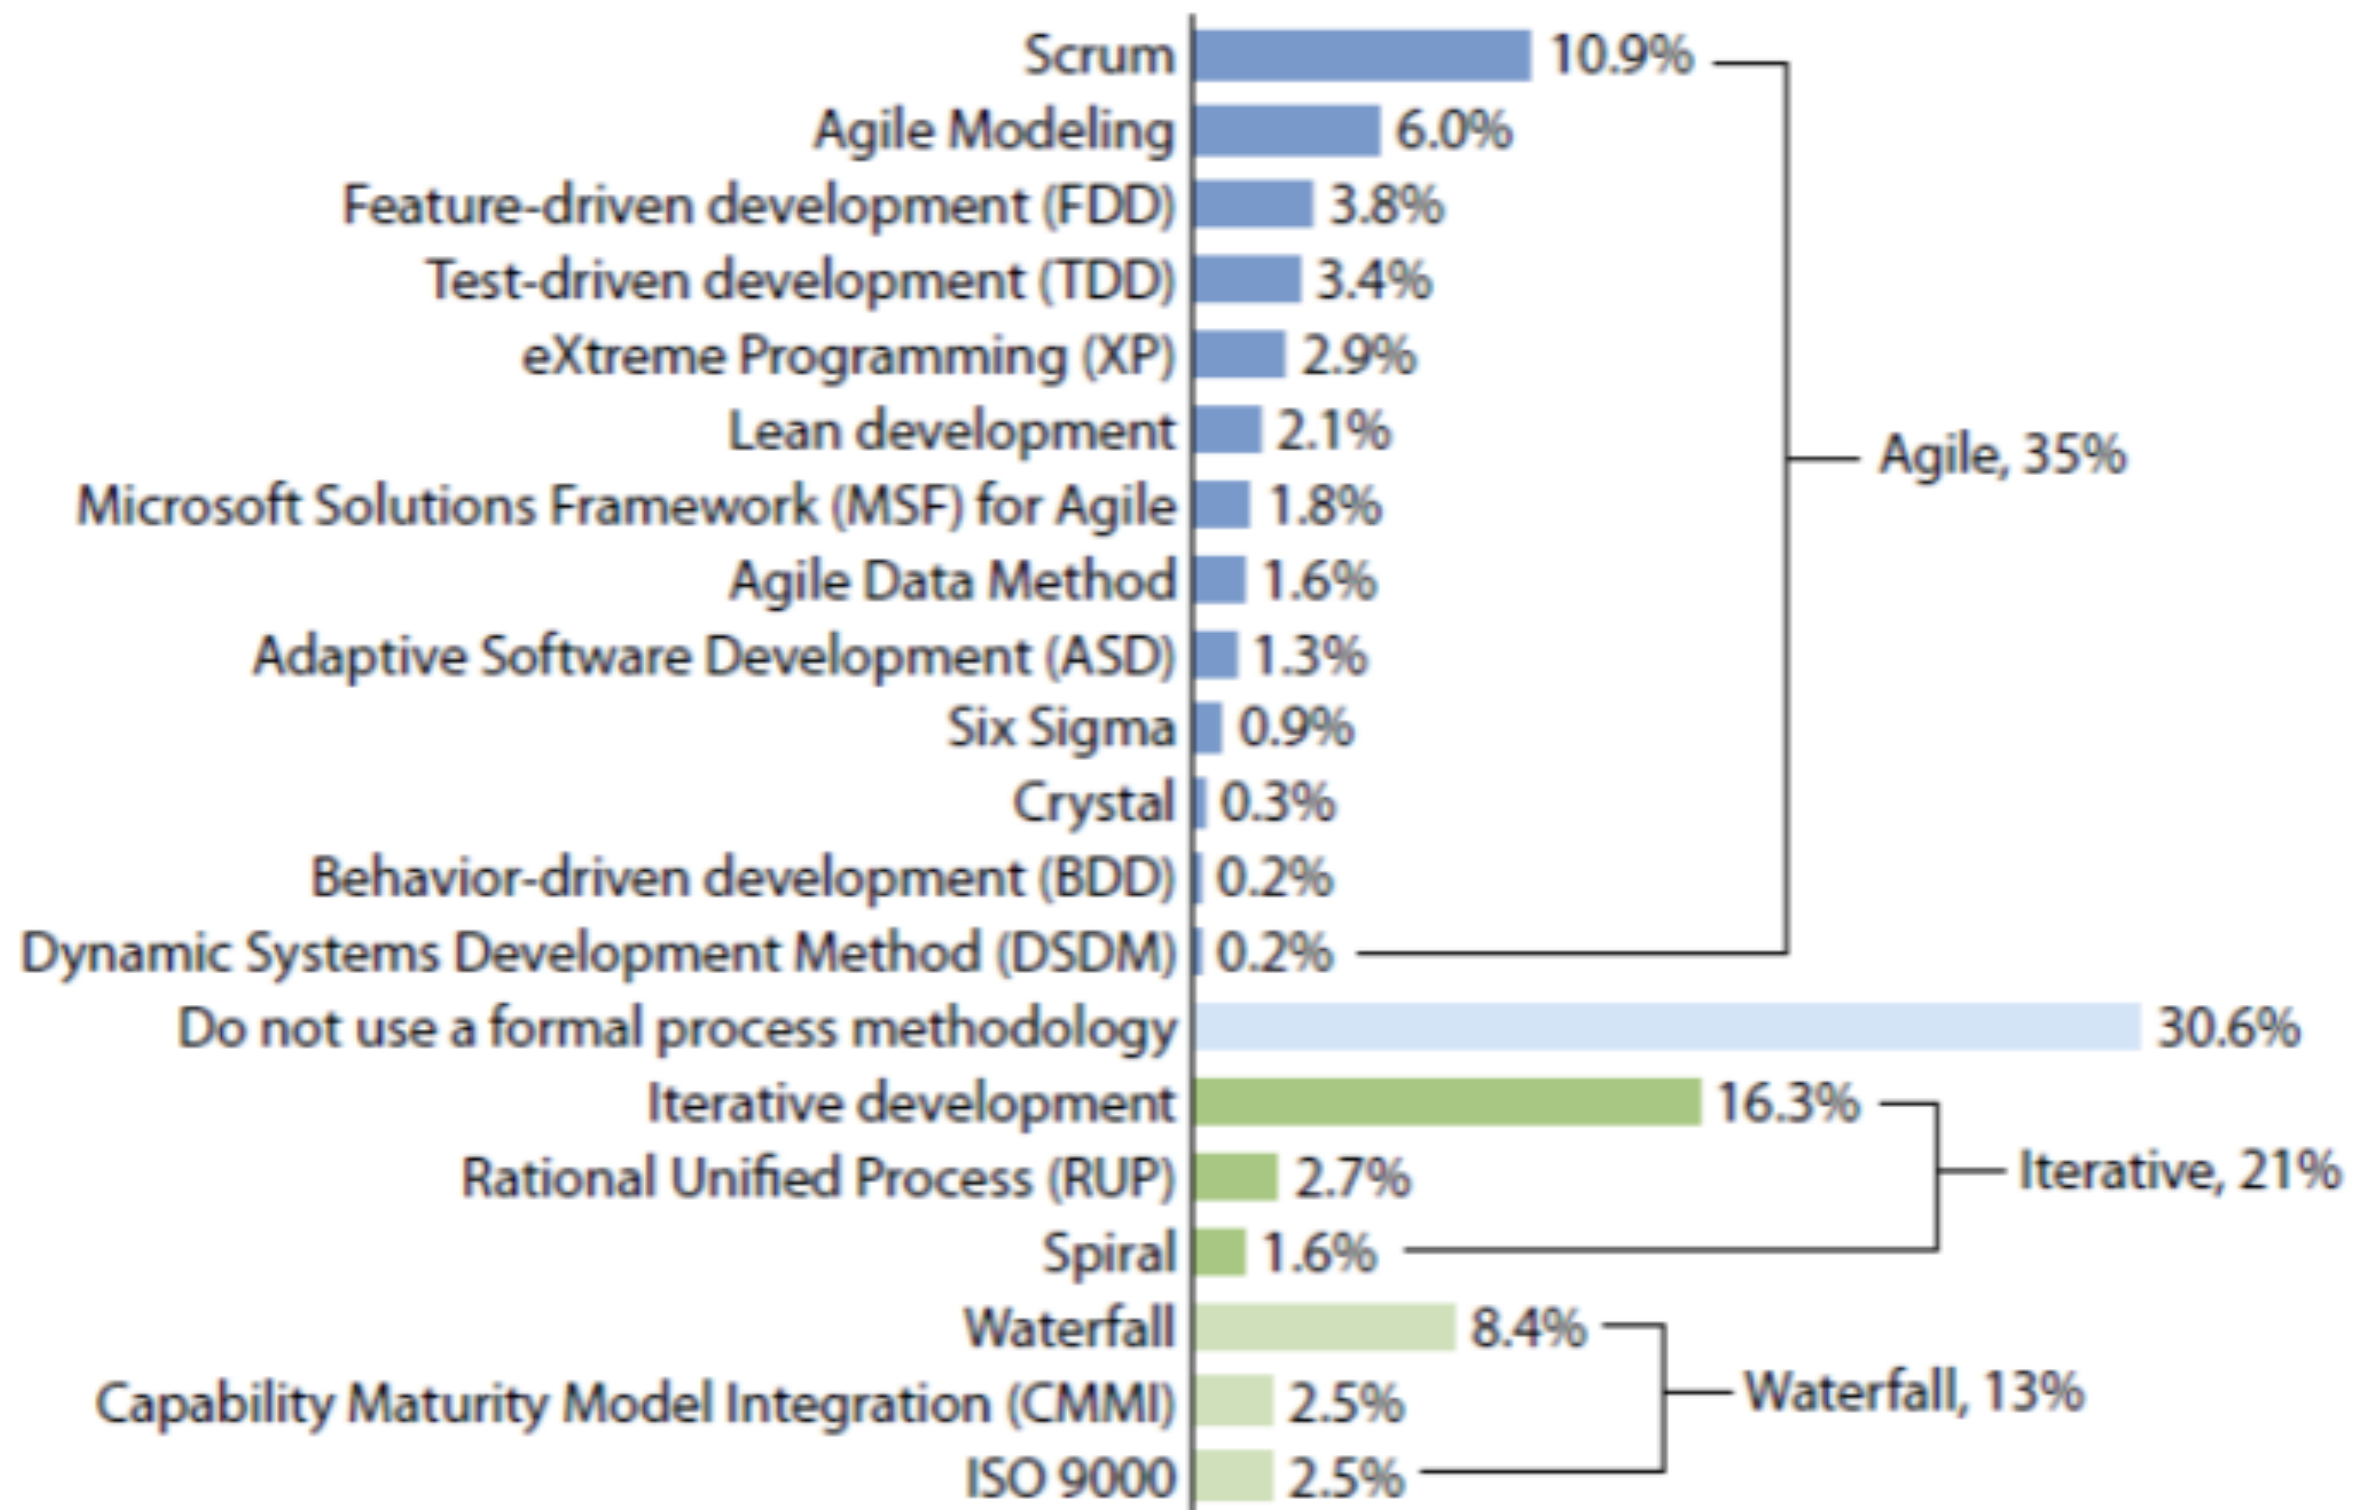 Scrum 10.9%
Agile Modeling 6.0%
Feature-driven development (FDD) 3.8%
Test-driven development (TDD) 3.4%
eXtreme Programming (XP) 2.9%
Lean development 2.1%
Agile, 35%
Microsoft Solutions Framework (MSF) for Agile 1.8%
Agile Data Method 1.6%
Adaptive Software Development (ASD) 1.3%
Six Sigma 0.9%
Crystal 0.3%
Behavior-driven development (BDD) 0.2%
Dynamic Systems Development Method (DSDM) 0.2%
Do not use a formal process methodology 30.6%
Iterative development 16.3%
Rational Unified Process (RUP) 2.7%
Iterative, 21%
Spiral 1.6%
Waterfall 8.4%
Capability Maturity Model Integration (CMMI) 2.5%
Waterfall, 13%
ISO 9000 2.5%